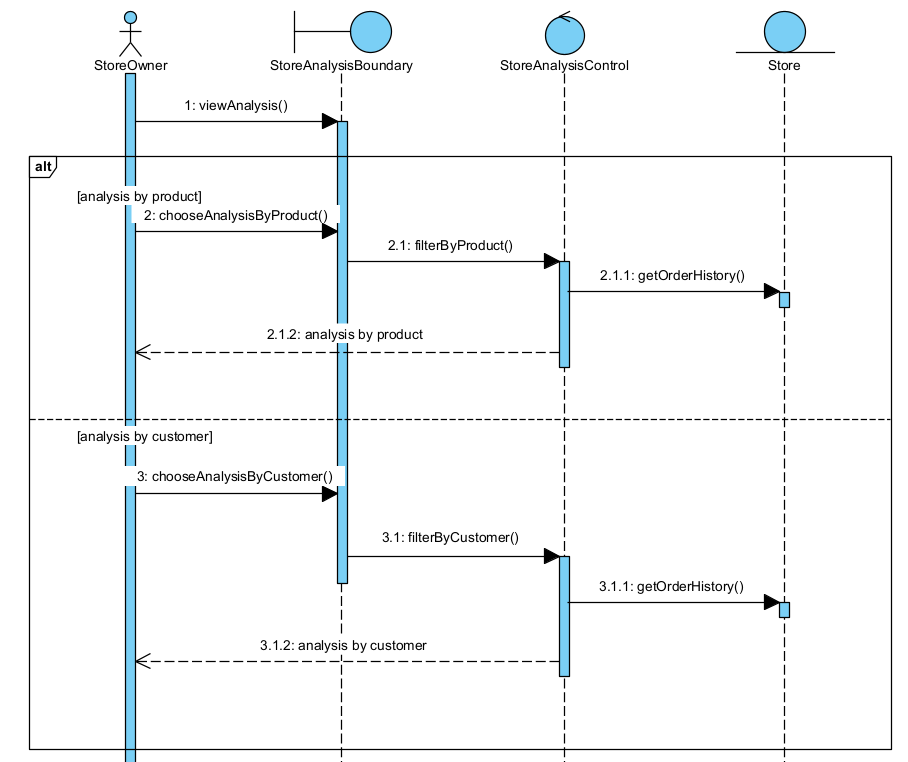 StoreOwner
StoreAnalysisBoundary
StoreAnalysisControl
Store
1: viewAnalysis()
alt
[analysis by product]
2: chooseAnalysisByProduct()
2.1: filterByProduct()
2.1.1: getOrderHistory()
2.1.2: analysis by product
[analysis by customer]
3: chooseAnalysisByCustomer()
3.1: filterByCustomer()
3.1.1: getOrderHistory()
3.1.2: analysis by customer